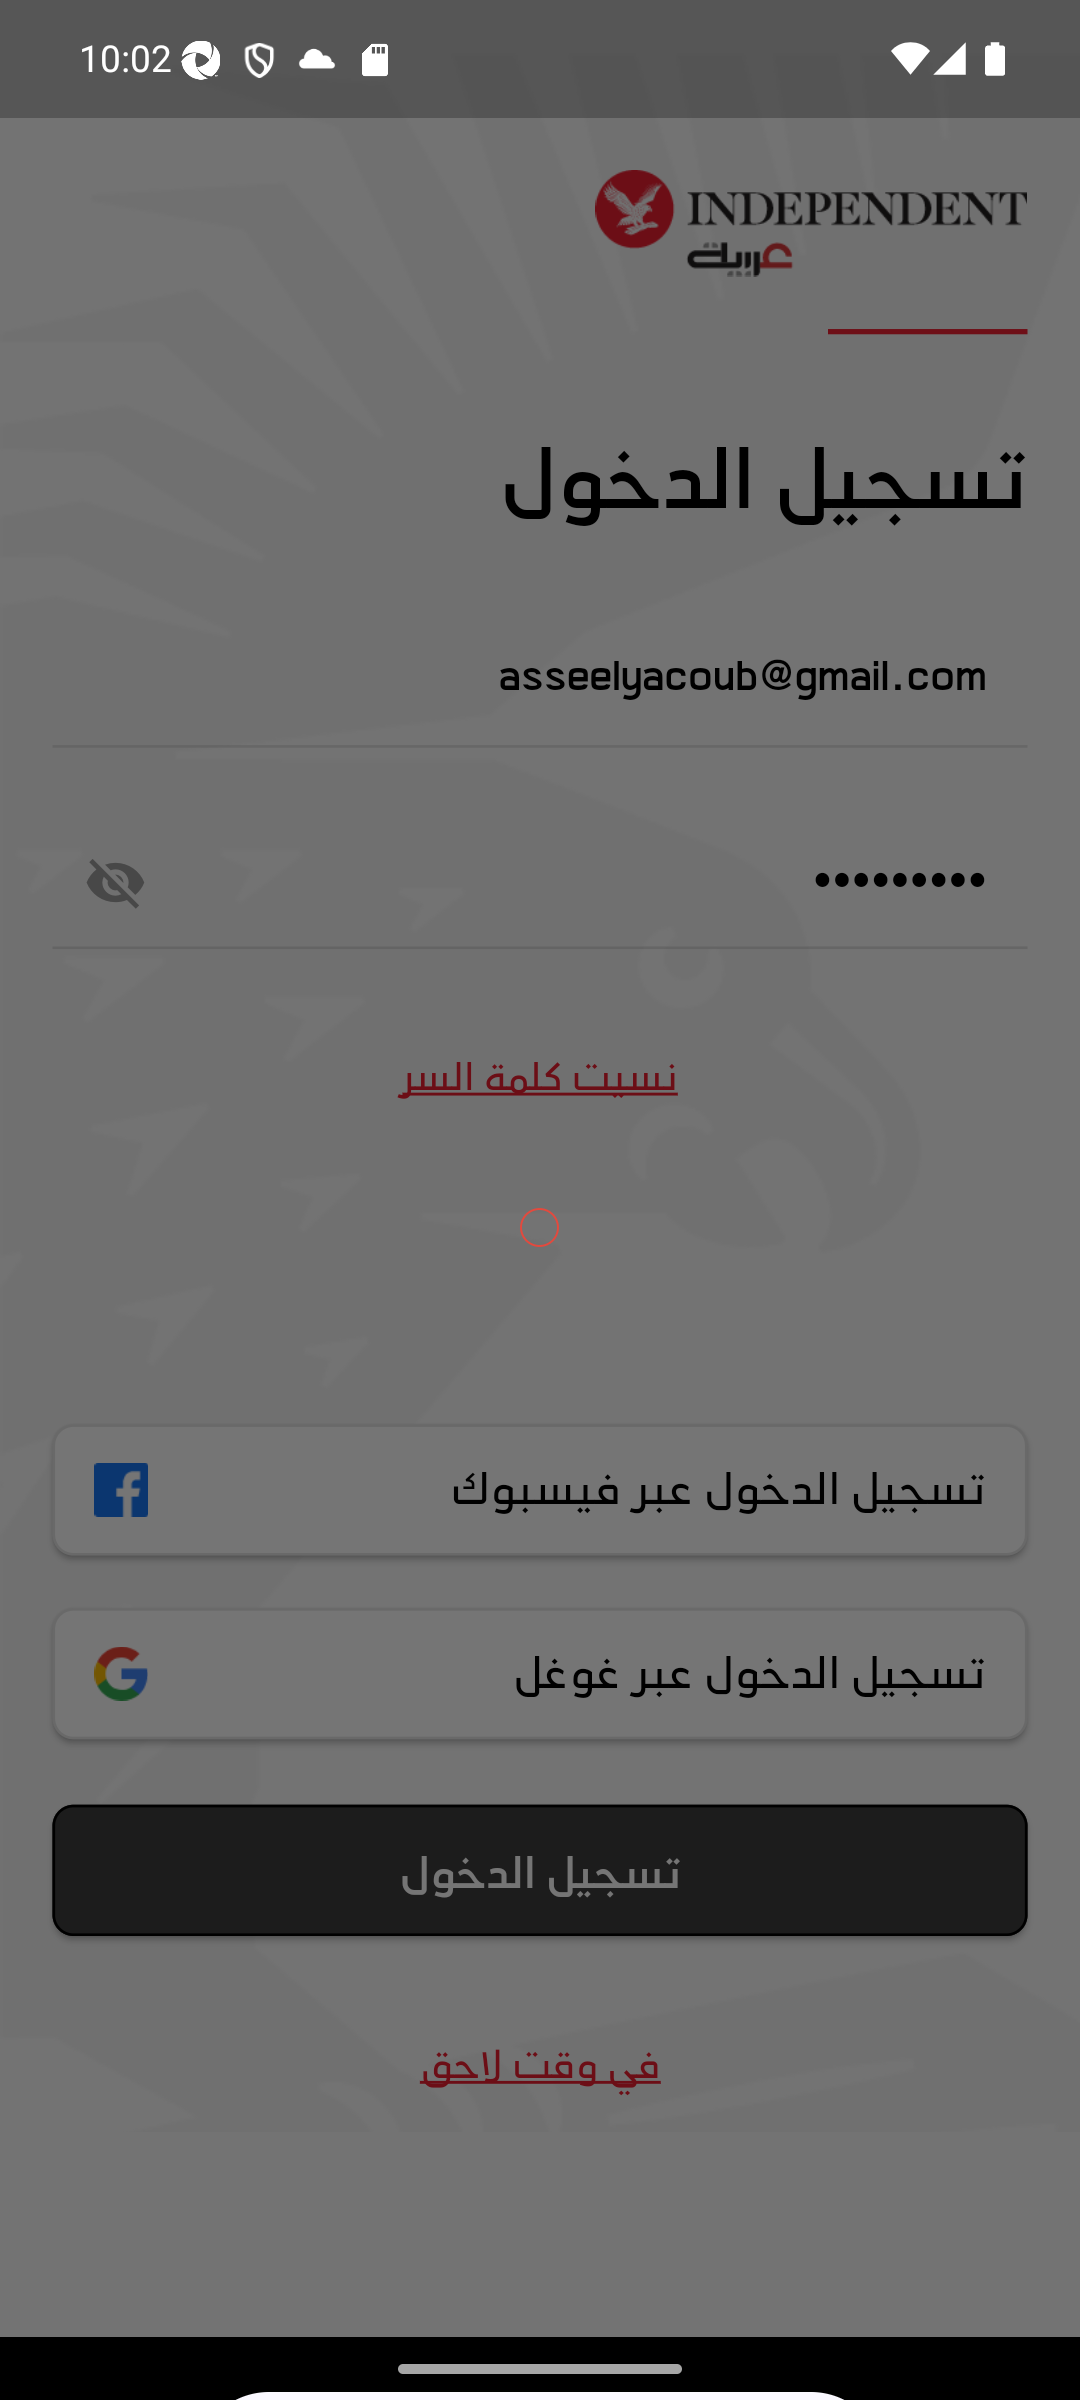 10:02
INDEPENDENT
عربية
تسجيل الدخول
asseelyacoub@gmail.com
•••••••••
نسيت كلمة السر
تسجيل الدخول عبر فيسبوك
تسجيل الدخول عبر غوغل
تسجيل الدخول
في وقت لاحق